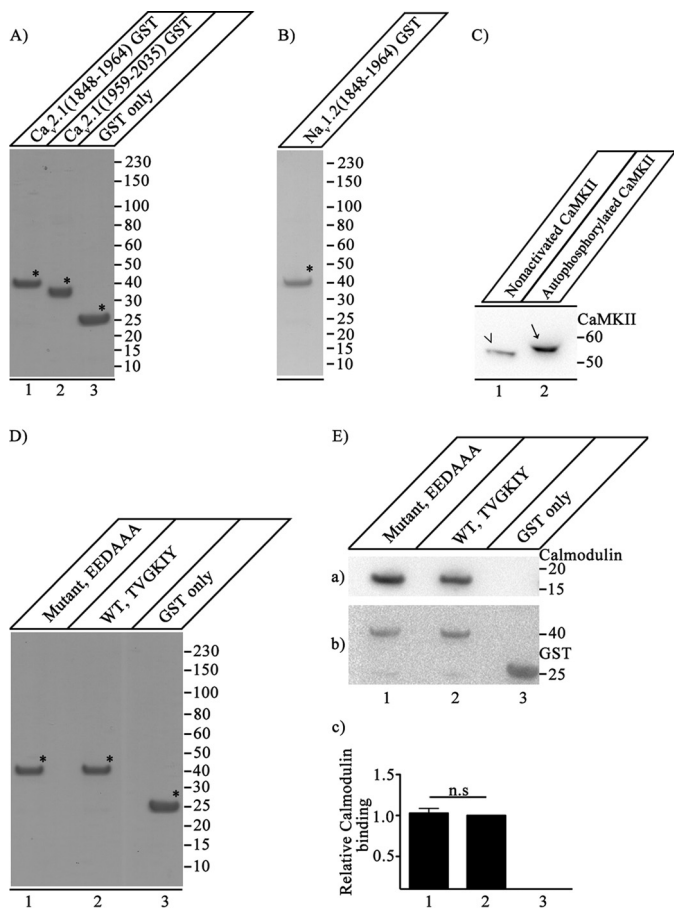 A)
Caᵥ2.1(1848-1964) GST
Caᵥ2.1(1959-2035) GST
GST only
230
150
100
80
60
50
40
30
25
20
15
10
1 2 3
B)
Naᵥ1.2(1848-1964) GST
230
150
100
80
60
50
40
30
25
20
15
10
1
C)
Nonactivated CaMKII
Autophosphorylated CaMKII
CaMKII
60
50
1 2
D)
Mutant, EEDAAA
WT, TVGKIY
GST only
230
150
100
80
60
50
40
30
25
20
15
10
1 2 3
E)
Mutant, EEDAAA
WT, TVGKIY
GST only
Calmodulin
a)
20
15
b)
40
GST
25
1 2 3
c)
Relative Calmodulin
binding
1.5
1.0
0.5
n.s
1 2 3